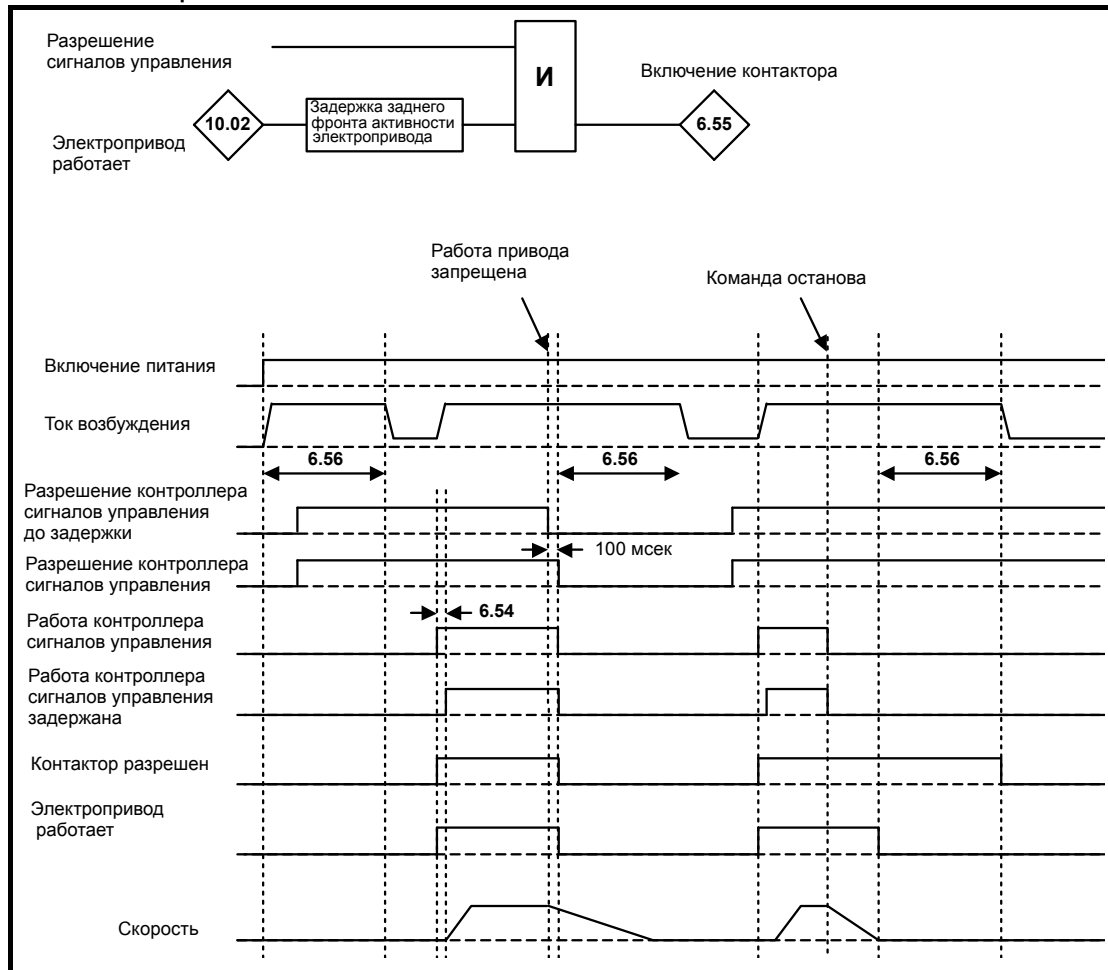 Разрешение
сигналов управления
И
Включение контактора
10.02
Задержка заднего
фронта активности
электропривода
6.55
Электропривод
работает
Работа привода
запрещена
Команда останова
Включение питания
Ток возбуждения
6.56
6.56
6.56
Разрешение контроллера
сигналов управления
до задержки
100 мсек
Разрешение контроллера
сигналов управления
6.54
Работа контроллера
сигналов управления
Работа контроллера
сигналов управления
задержана
Контактор разрешен
Электропривод
работает
Скорость